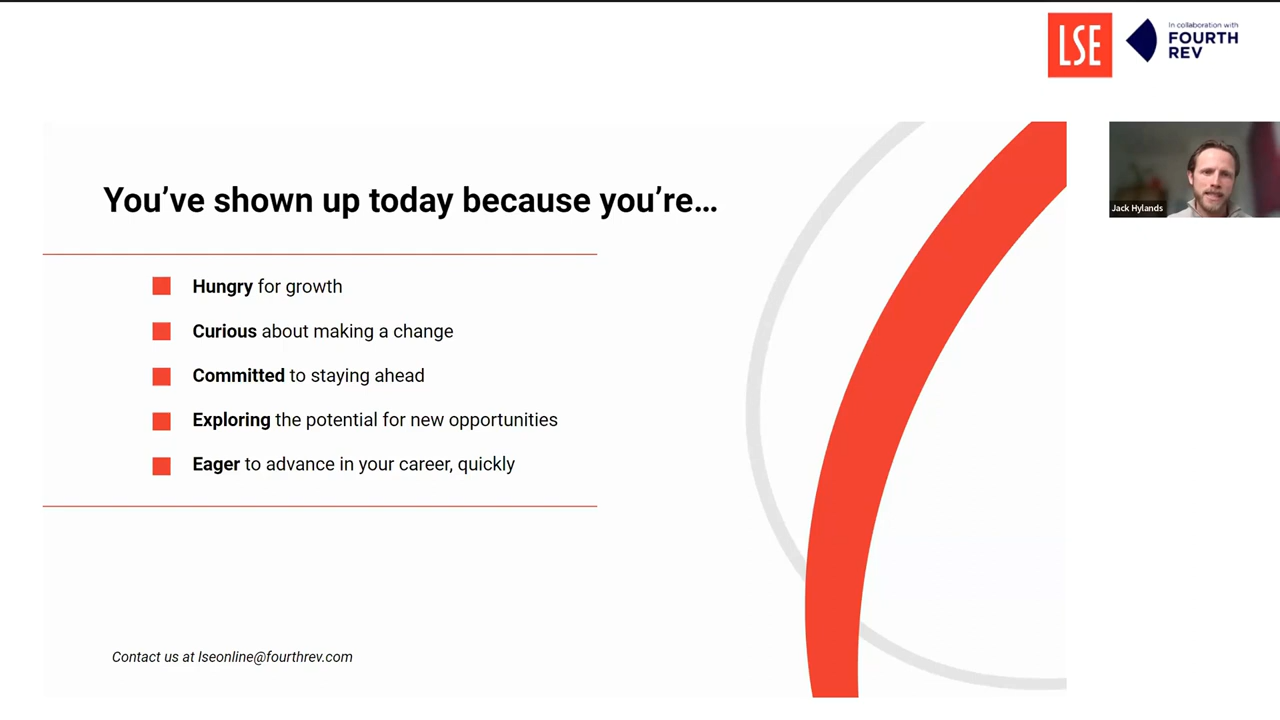 LSE
In collaboration with
FOURTH
REV
Jack Hylands
You’ve shown up today because you’re...
Hungry for growth
Curious about making a change
Committed to staying ahead
Exploring the potential for new opportunities
Eager to advance in your career, quickly
Contact us at lseonline@fourthrev.com